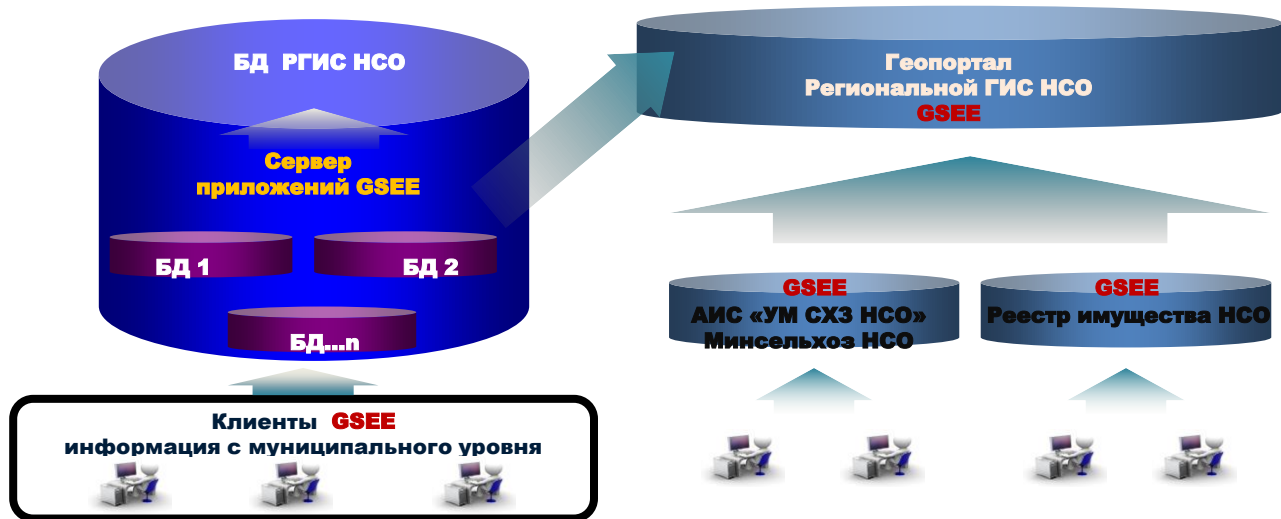 БД РГИС НСО
Сервер
приложений GSEE
БД 1
БД 2
БД...n
Клиенты GSEE
информация с муниципального уровня
Геопортал
Региональной ГИС НСО
GSEE
GSEE
АИС «УМ СХЗ НСО»
Минсельхоз НСО
GSEE
Реестр имущества НСО